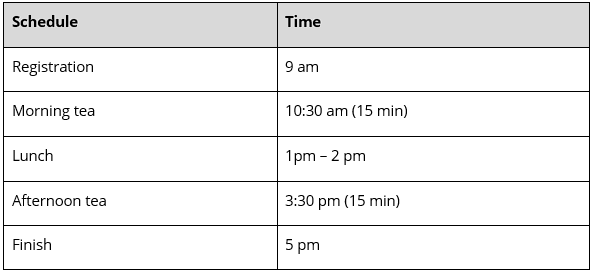 Schedule Time
Registration 9 am
Morning tea 10:30 am (15 min)
Lunch 1pm – 2 pm
Afternoon tea 3:30 pm (15 min)
Finish 5 pm